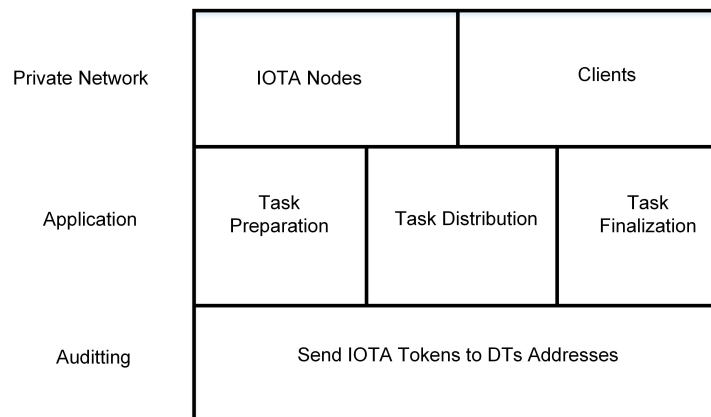 Private Network
IOTA Nodes
Clients
Application
Task
Preparation
Task Distribution
Task
Finalization
Auditting
Send IOTA Tokens to DTs Addresses